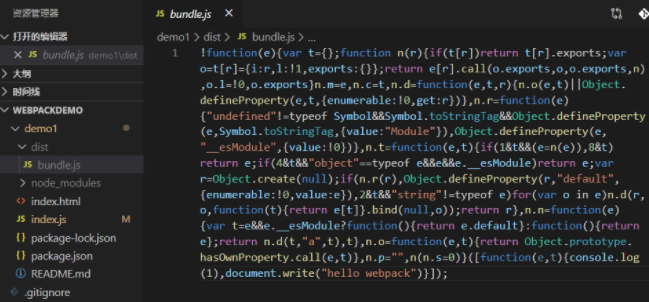 资源管理器
打开的编辑器
JS bundle.js demo1\dist
大纲
时间线
WEBPACKDEMO
demo1
dist
JS bundle.js
node_modules
index.html
JS index.js M
package-lock.json
package.json
README.md
.gitignore
JS bundle.js
demo1 > dist > JS bundle.js > ...
1 !function(e){var t={};function n(r){if(t[r])return t[r].exports;var
o=t[r]={i:r,l:!1,exports:{}};return e[r].call(o.exports,o,o.exports,n)
,o.l=!0,o.exports}n.m=e,n.c=t,n.d=function(e,t,r){n.o(e,t)||Object.
defineProperty(e,t,{enumerable:!0,get:r})},n.r=function(e)
{"undefined"!=typeof Symbol&&Symbol.toStringTag&&Object.defineProperty
(e,Symbol.toStringTag,{value:"Module"}),Object.defineProperty(e,
"__esModule",{value:!0})},n.t=function(e,t){if(1&t&&(e=n(e)),8&t)
return e;if(4&t&&"object"==typeof e&&e&&e.__esModule)return e;var
r=Object.create(null);if(n.r(r),Object.defineProperty(r,"default",
{enumerable:!0,value:e}),2&t&&"string"!=typeof e)for(var o in e)n.d(r,
o,function(t){return e[t]}.bind(null,o));return r},n.n=function(e)
{var t=e&&e.__esModule?function(){return e.default}:function(){return
e};return n.d(t,"a",t),t},n.o=function(e,t){return Object.prototype.
hasOwnProperty.call(e,t)},n.p="",n(n.s=0)}([function(e,t){console.log
(1),document.write("hello webpack")}]);